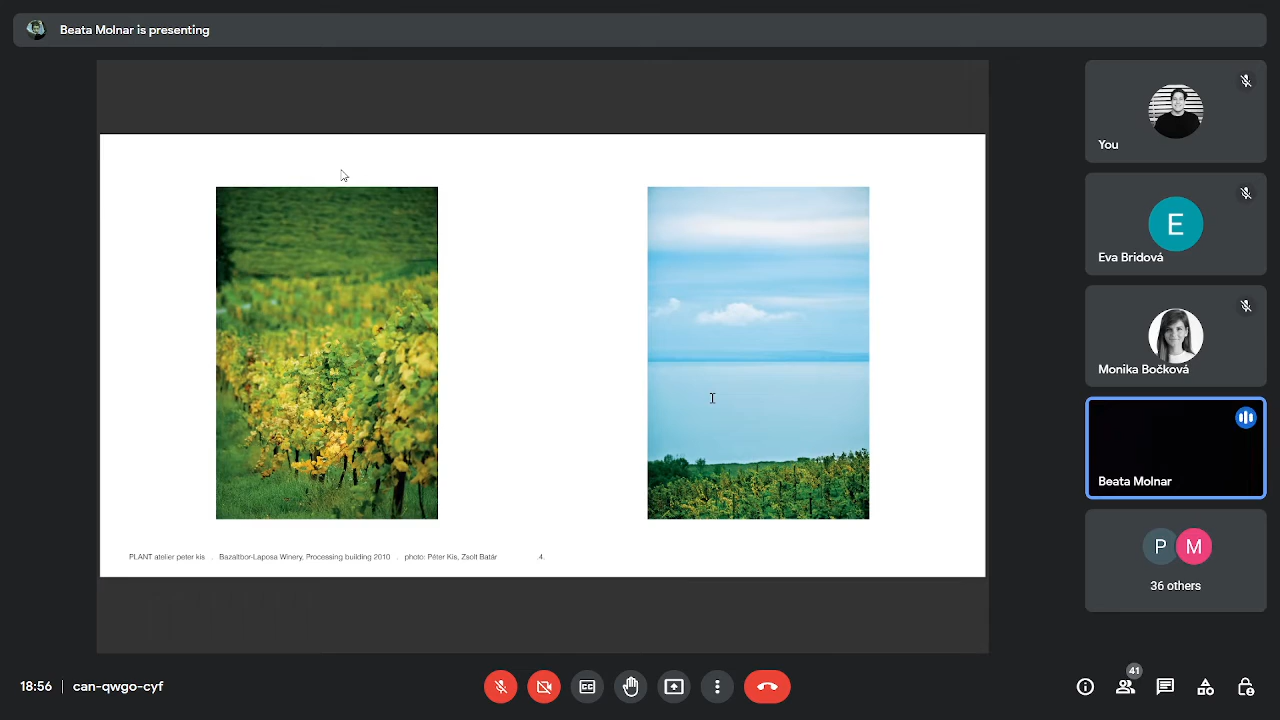 Beata Molnar is presenting
You
Eva Bridová
Monika Bočková
Beata Molnar
E
P M
36 others
PLANT atelier peter kis . Bazaltbor-Laposa Winery, Processing building 2010 . photo: Péter Kis, Zsolt Batár .4.
18:56 | can-qwgo-cyf
41